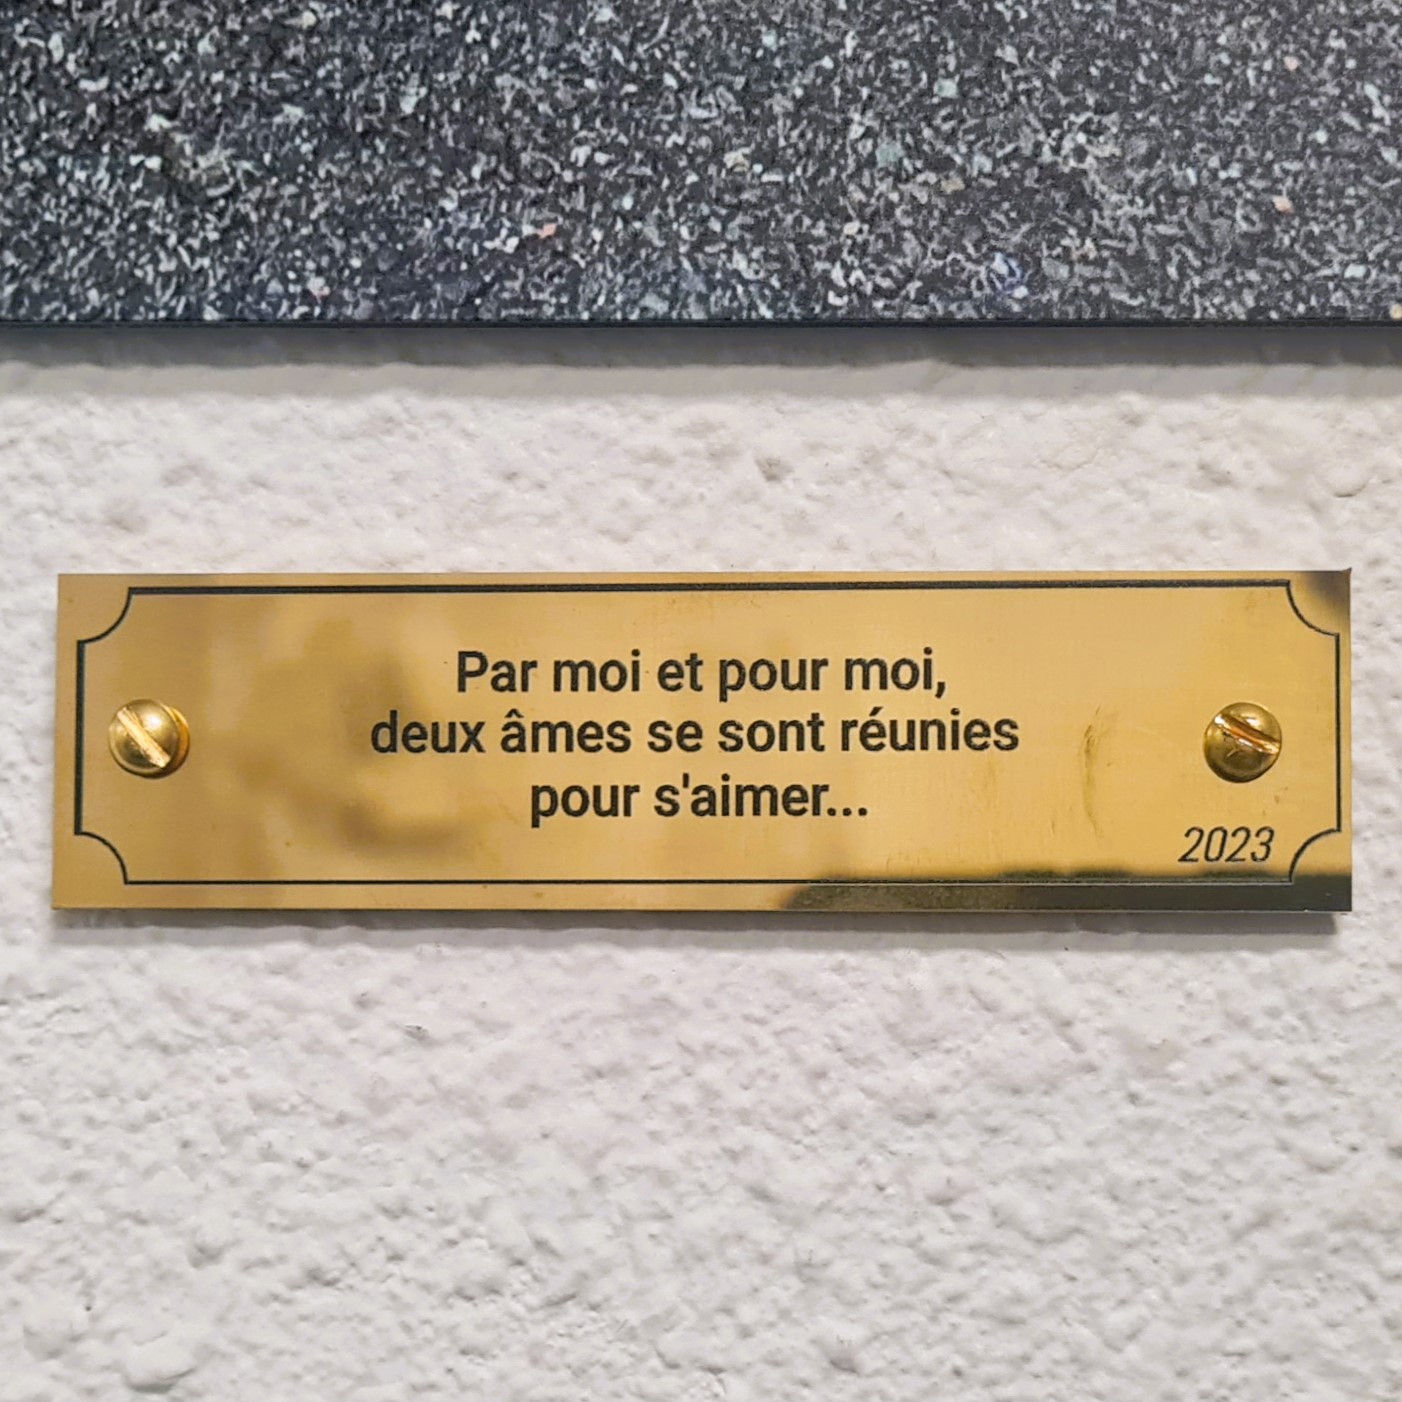 Par moi et pour moi,
deux âmes se sont réunies
pour s'aimer...
2023